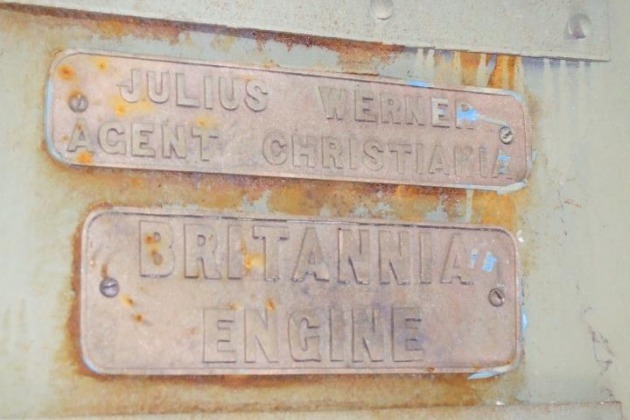 JULIUS WERNER
AGENT CHRISTIANIA
BRITANNIA
ENGINE